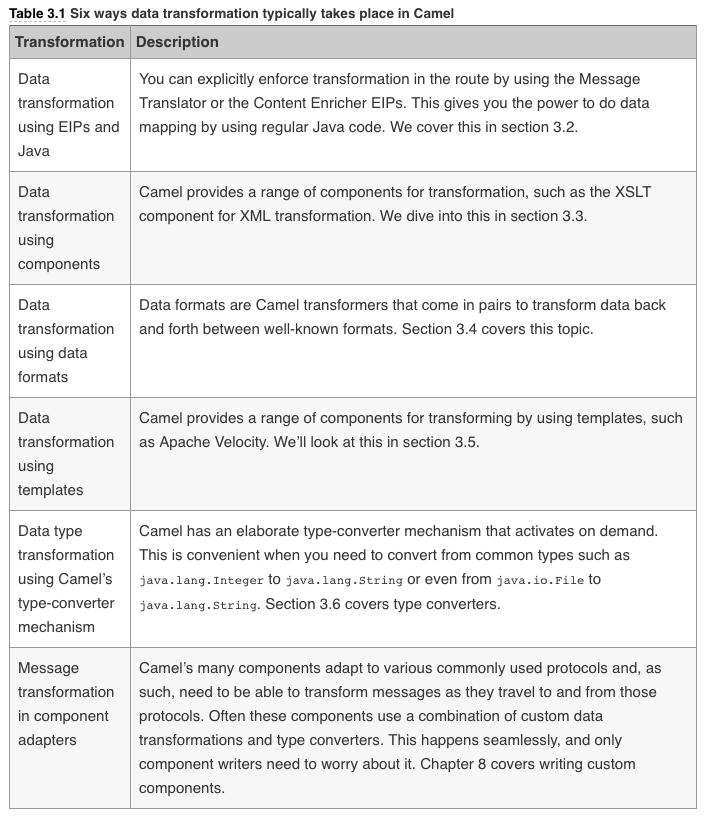 Table 3.1 Six ways data transformation typically takes place in Camel
Transformation Description
Data
transformation
using EIPs and
Java
You can explicitly enforce transformation in the route by using the Message
Translator or the Content Enricher EIPs. This gives you the power to do data
mapping by using regular Java code. We cover this in section 3.2.
Data
transformation
using
components
Camel provides a range of components for transformation, such as the XSLT
component for XML transformation. We dive into this in section 3.3.
Data
transformation
using data
formats
Data formats are Camel transformers that come in pairs to transform data back
and forth between well-known formats. Section 3.4 covers this topic.
Data
transformation
using
templates
Camel provides a range of components for transforming by using templates, such
as Apache Velocity. We’ll look at this in section 3.5.
Data type
transformation
using Camel’s
type-converter
mechanism
Camel has an elaborate type-converter mechanism that activates on demand.
This is convenient when you need to convert from common types such as
java.lang.Integer to java.lang.String or even from java.io.File to
java.lang.String. Section 3.6 covers type converters.
Message
transformation
in component
adapters
Camel’s many components adapt to various commonly used protocols and, as
such, need to be able to transform messages as they travel to and from those
protocols. Often these components use a combination of custom data
transformations and type converters. This happens seamlessly, and only
component writers need to worry about it. Chapter 8 covers writing custom
components.